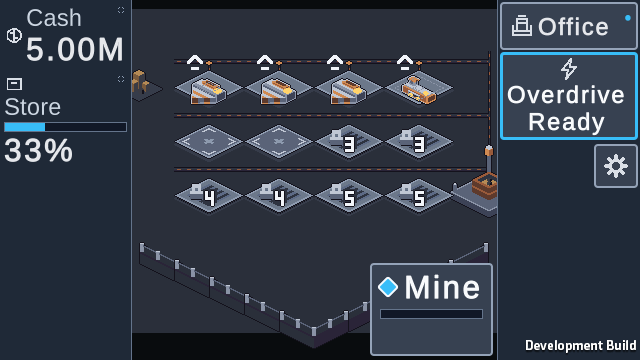 Cash
5.00M
Store
33%
3 3
4 4 5 5
Office
Overdrive
Ready
Mine
Development Build